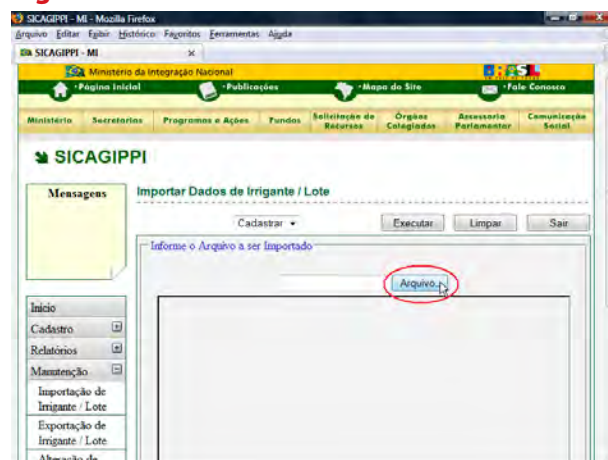 SICAGIPPI - MI - Mozilla Firefox
Arquivo Editar Exibir Histórico Favoritos Ferramentas Ajuda
SICAGIPPI - MI x
Ministério da Integração Nacional
Página Inicial Publicações Mapa do Site Fale Conosco
Ministério Secretarias Programas e Ações Fundos Solicitação de Recursos Órgãos Colegiados Assessoria Parlamentar Comunicação Social
SICAGIPPI
Mensagens
Importar Dados de Irrigante / Lote
Cadastrar Executar Limpar Sair
Informe o Arquivo a ser Importado
Arquivo...
Início
Cadastro
Relatórios
Manutenção
Importação de
Irrigante / Lote
Exportação de
Irrigante / Lote
Alteração de